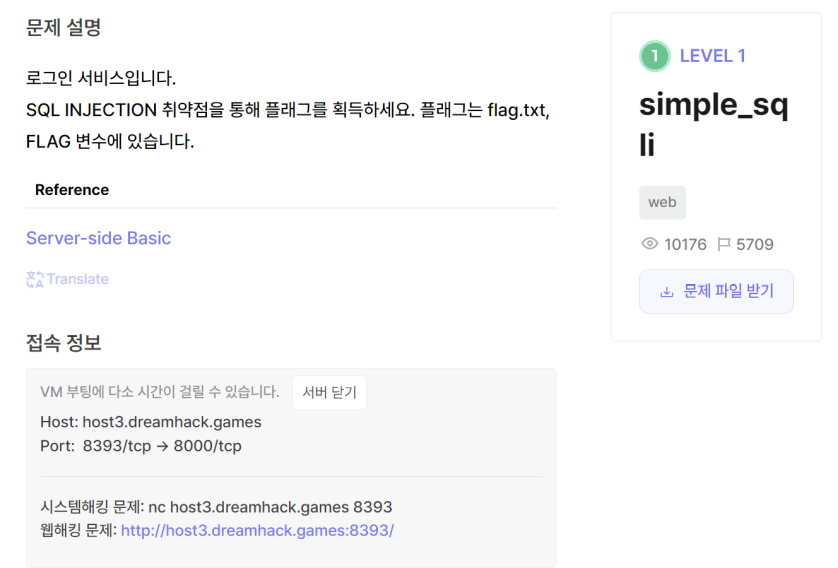 문제 설명
로그인 서비스입니다.
SQL INJECTION 취약점을 통해 플래그를 획득하세요. 플래그는 flag.txt,
FLAG 변수에 있습니다.
Reference
Server-side Basic
Translate
접속 정보
VM 부팅에 다소 시간이 걸릴 수 있습니다. 서버 닫기
Host: host3.dreamhack.games
Port: 8393/tcp → 8000/tcp
시스템해킹 문제: nc host3.dreamhack.games 8393
웹해킹 문제: http://host3.dreamhack.games:8393/
1 LEVEL 1
simple_sq
li
web
10176 5709
문제 파일 받기